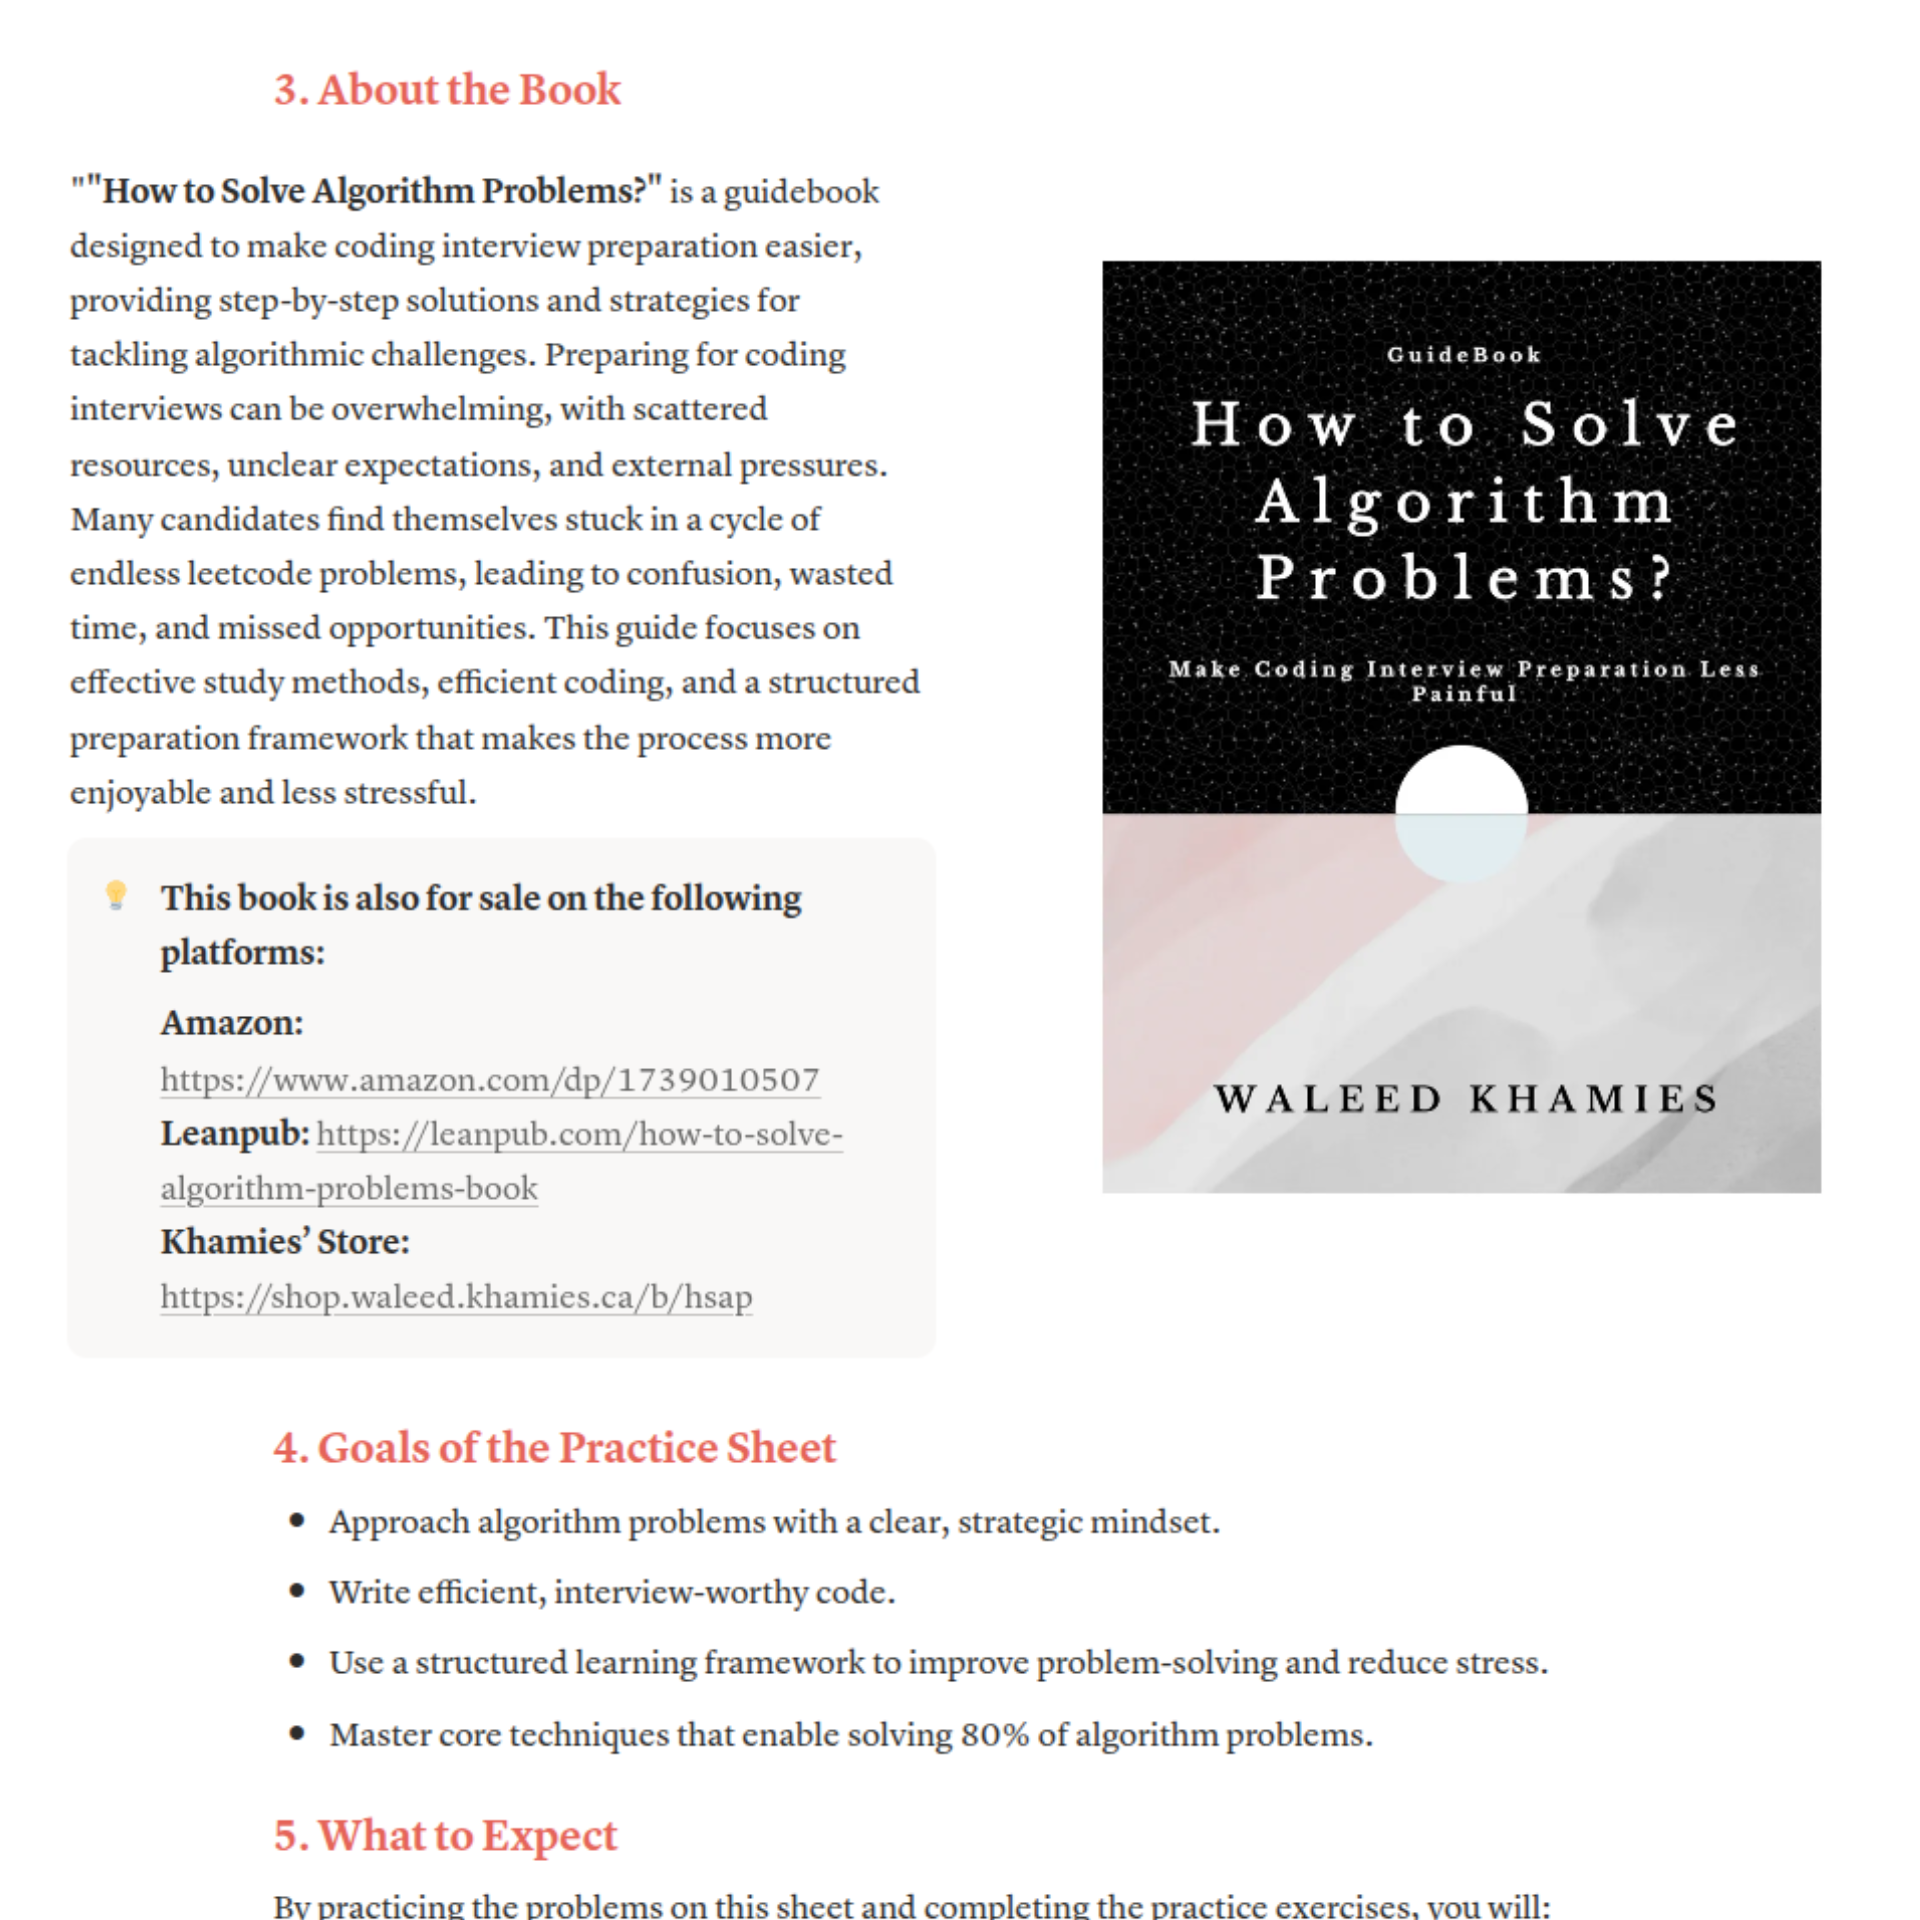 3. About the Book
""How to Solve Algorithm Problems?" is a guidebook
designed to make coding interview preparation easier,
providing step-by-step solutions and strategies for
tackling algorithmic challenges. Preparing for coding
interviews can be overwhelming, with scattered
resources, unclear expectations, and external pressures.
Many candidates find themselves stuck in a cycle of
endless leetcode problems, leading to confusion, wasted
time, and missed opportunities. This guide focuses on
effective study methods, efficient coding, and a structured
preparation framework that makes the process more
enjoyable and less stressful.
This book is also for sale on the following
platforms:
Amazon:
https://www.amazon.com/dp/1739010507
Leanpub: https://leanpub.com/how-to-solve-
algorithm-problems-book
Khamies’ Store:
https://shop.waleed.khamies.ca/b/hsap
GuideBook
How to Solve
Algorithm
Problems?
Make Coding Interview Preparation Less
Painful
WALEED KHAMIES
4. Goals of the Practice Sheet
• Approach algorithm problems with a clear, strategic mindset.
• Write efficient, interview-worthy code.
• Use a structured learning framework to improve problem-solving and reduce stress.
• Master core techniques that enable solving 80% of algorithm problems.
5. What to Expect
By practicing the problems on this sheet and completing the practice exercises, you will: